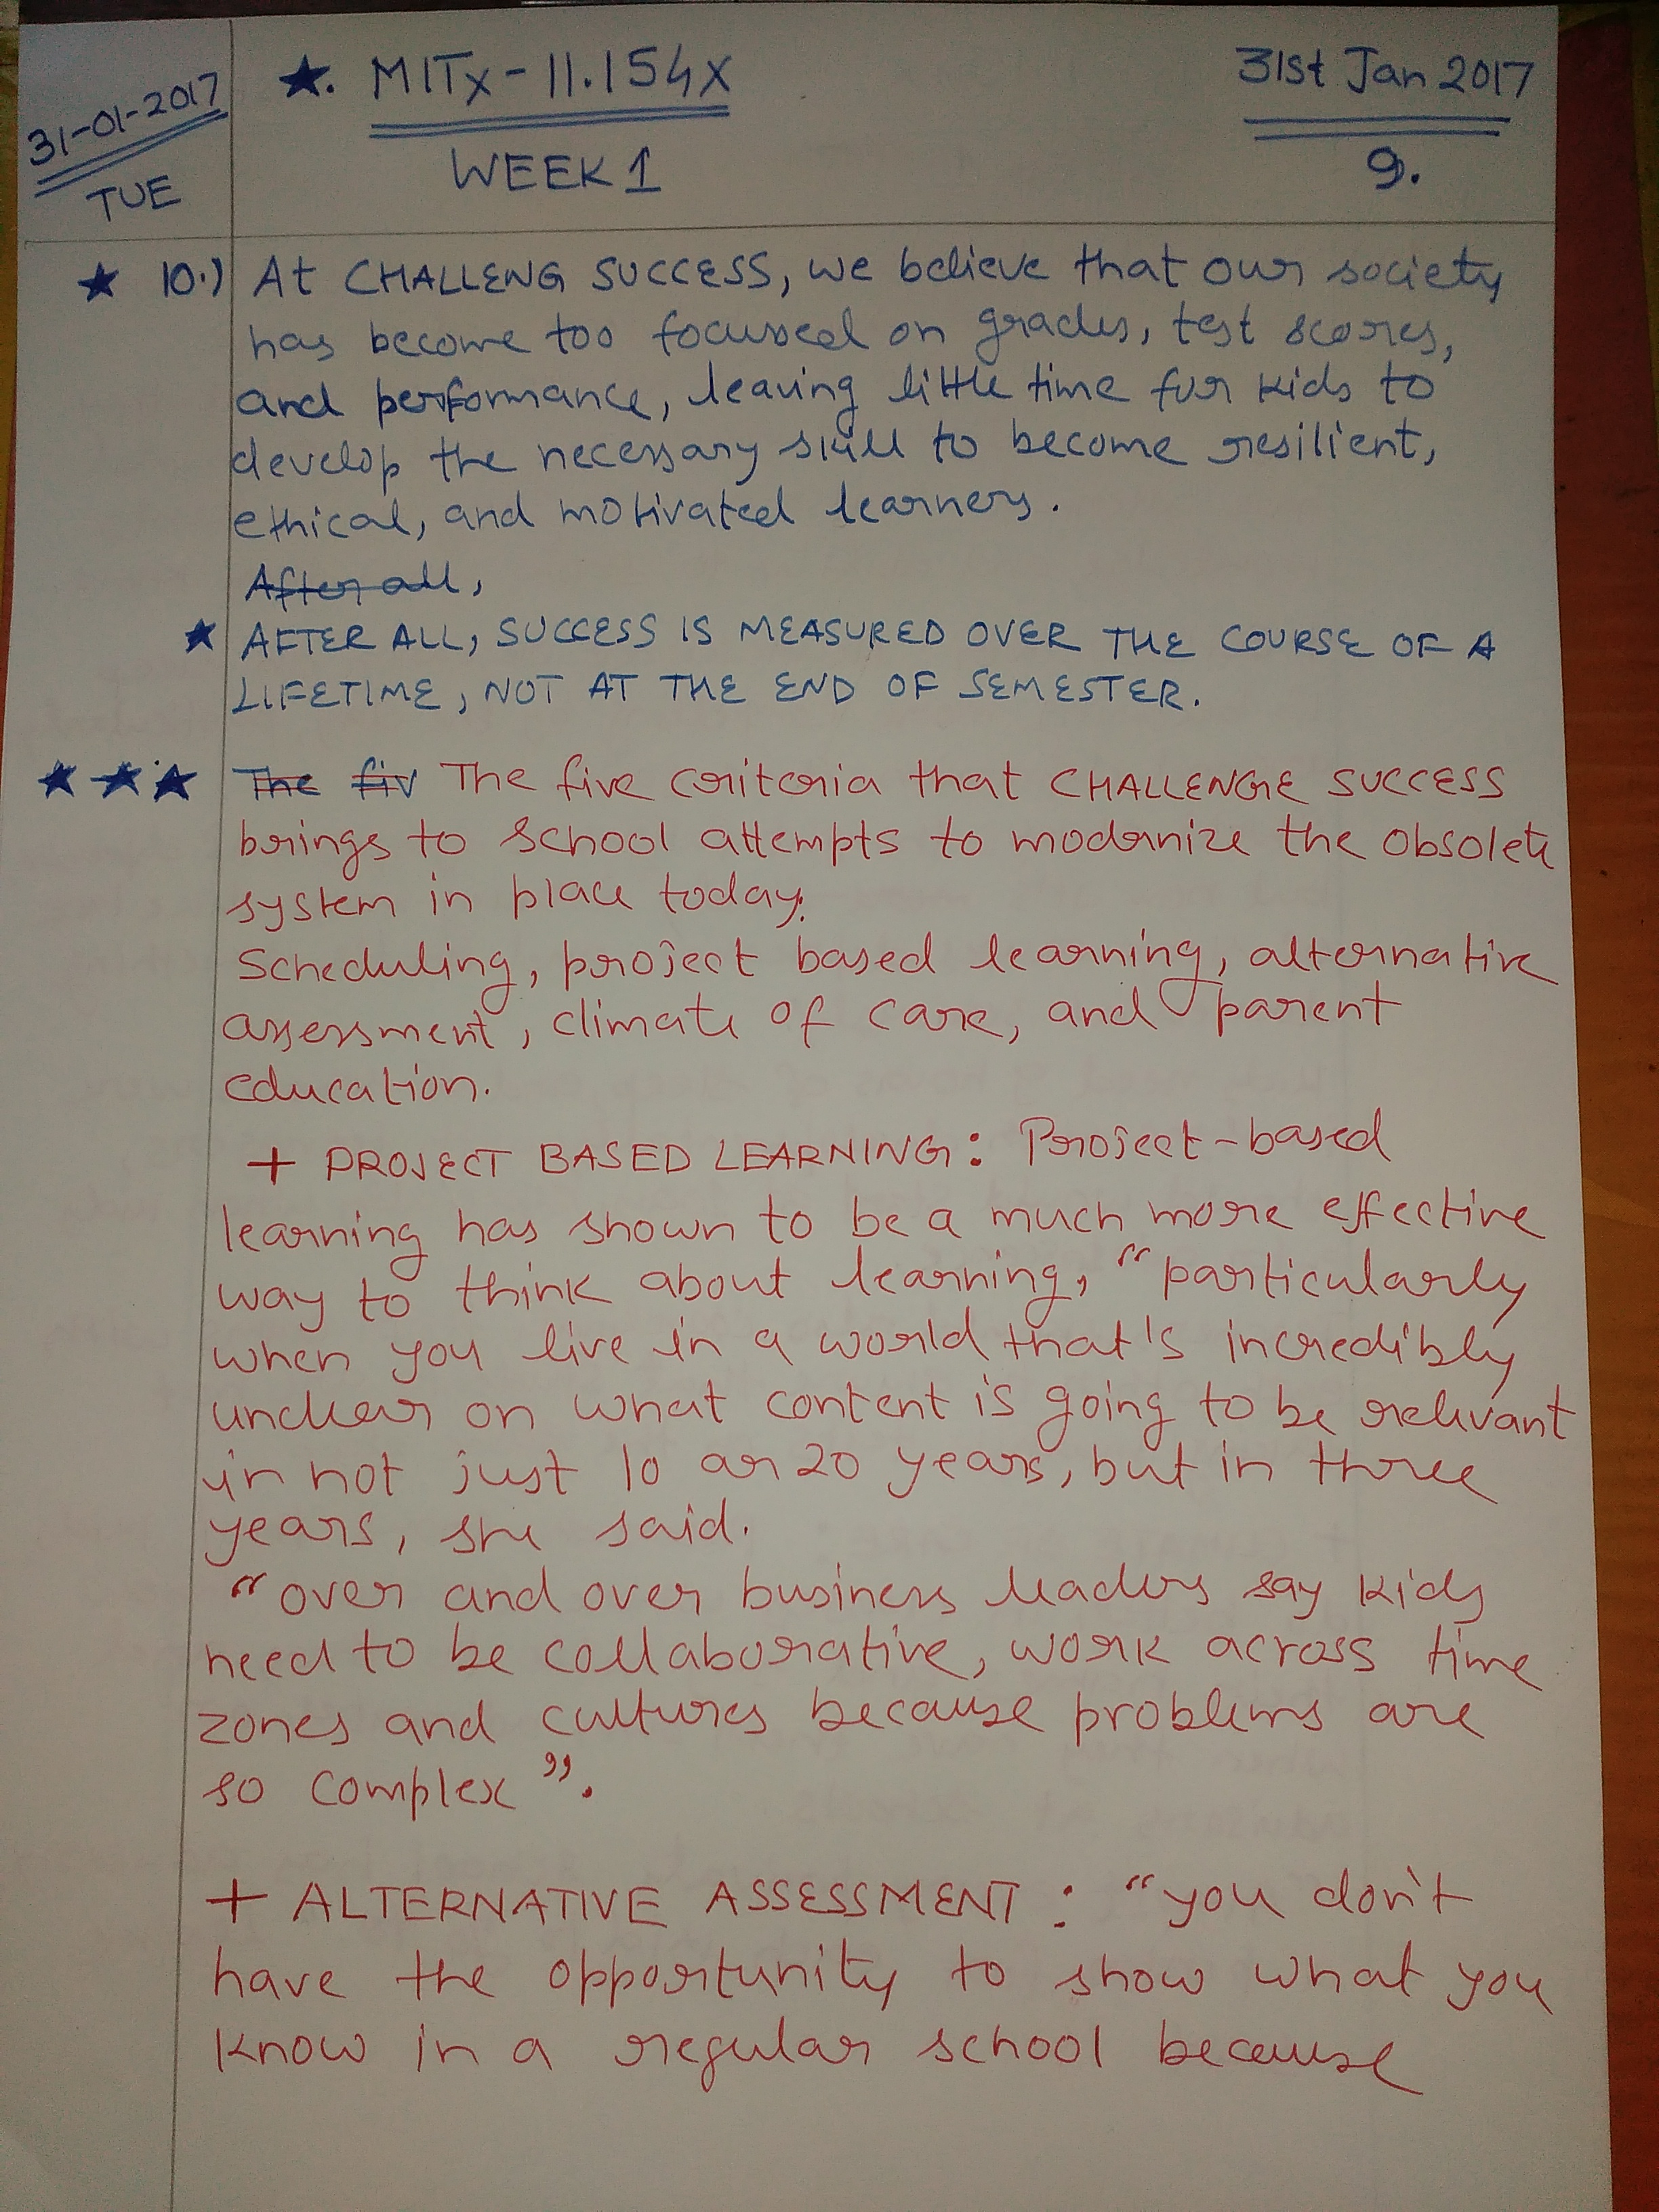 31-01-2017
TUE
★. MITx-11.154x
WEEK 1
31st Jan 2017
9.
★ 10.) At CHALLENG SUCCESS, we believe that our society
has become too focused on grades, test scores,
and performance, leaving little time for kids to
develop the necessary skill to become resilient,
ethical, and motivated learners.
After all,
★ AFTER ALL, SUCCESS IS MEASURED OVER THE COURSE OF A
LIFETIME, NOT AT THE END OF SEMESTER.
★★★ The fiv The five criteria that CHALLENGE SUCCESS
brings to school attempts to modernize the obsolete
system in place today.
Scheduling, project based learning, alternative
assessment, climate of care, and parent
education.
+ PROJECT BASED LEARNING: Project-based
learning has shown to be a much more effective
way to think about learning, "particularly
when you live in a world that's incredibly
unclear on what content is going to be relevant
in not just 10 or 20 years, but in three
years, she said.
"over and over business leaders say kids
need to be collaborative, work across time
zones and cultures because problems are
so complex".
+ ALTERNATIVE ASSESSMENT: "you don't
have the opportunity to show what you
know in a regular school because